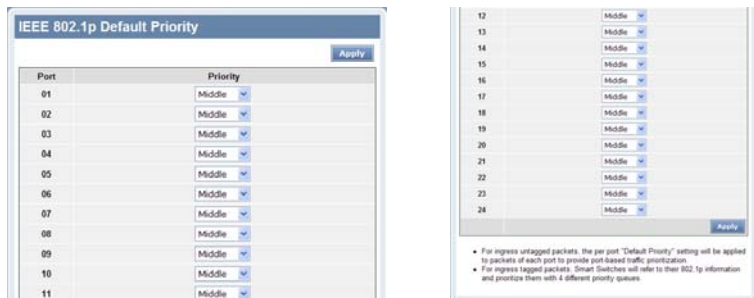 IEEE 802.1p Default Priority
Apply
Port Priority
01 Middle
02 Middle
03 Middle
04 Middle
05 Middle
06 Middle
07 Middle
08 Middle
09 Middle
10 Middle
11 Middle
12 Middle
13 Middle
14 Middle
15 Middle
16 Middle
17 Middle
18 Middle
19 Middle
20 Middle
21 Middle
22 Middle
23 Middle
24 Middle
Apply
• For ingress untagged packets, the per port "Default Priority" setting will be applied
to packets of each port to provide port-based traffic prioritization.
• For ingress tagged packets, Smart Switches will refer to their 802.1p information
and prioritize them with 4 different priority queues.